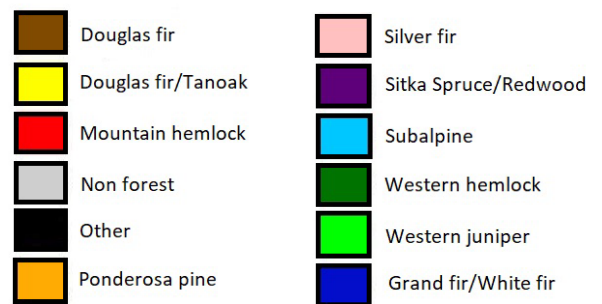 Douglas fir
Douglas fir/Tanoak
Mountain hemlock
Non forest
Other
Ponderosa pine
Silver fir
Sitka Spruce/Redwood
Subalpine
Western hemlock
Western juniper
Grand fir/White fir